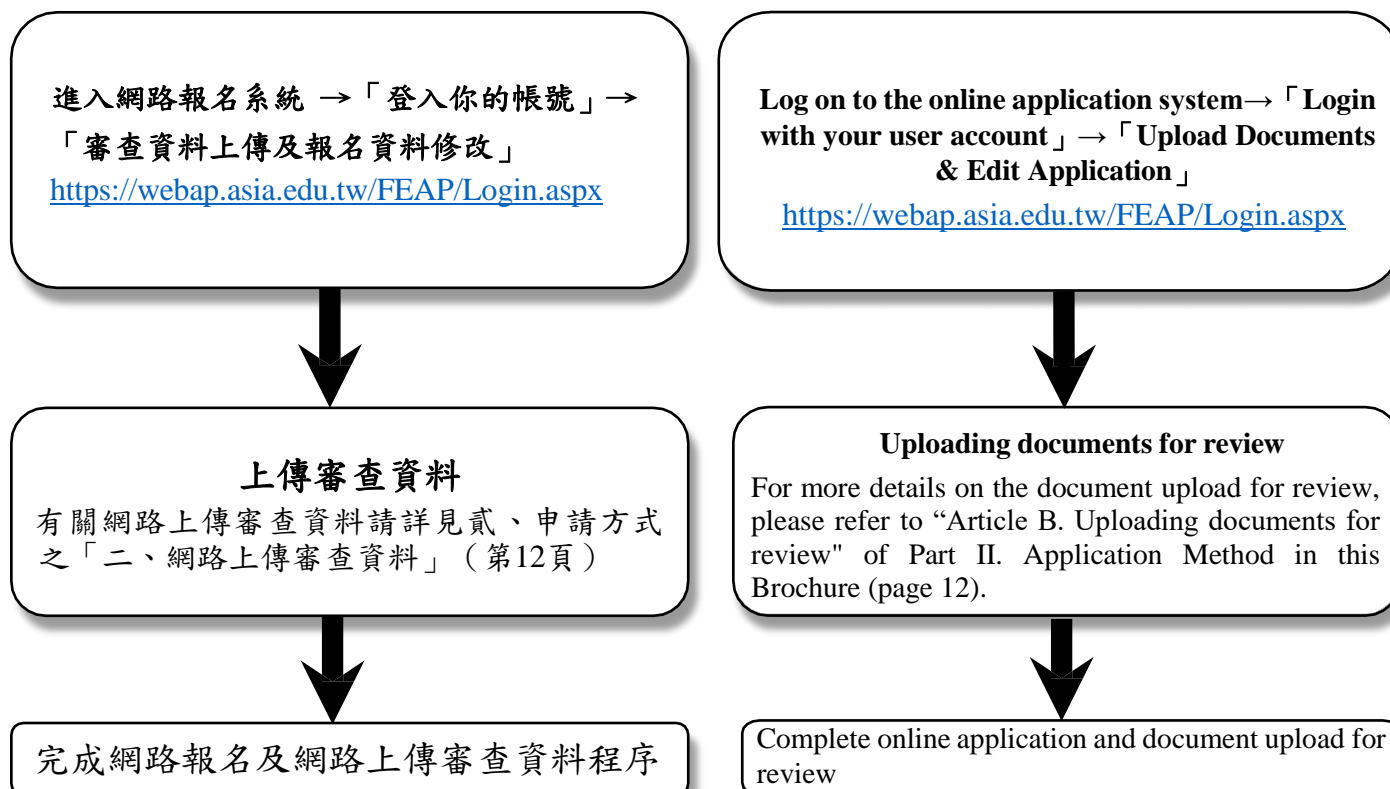 進入網路報名系統 →「登入你的帳號」→
「審查資料上傳及報名資料修改」
https://webap.asia.edu.tw/FEAP/Login.aspx
上傳審查資料
有關網路上傳審查資料請詳見貳、申請方式
之「二、網路上傳審查資料」（第12頁）
完成網路報名及網路上傳審查資料程序
Log on to the online application system→「Login
with your user account」→「Upload Documents
& Edit Application」
https://webap.asia.edu.tw/FEAP/Login.aspx
Uploading documents for review
For more details on the document upload for review,
please refer to “Article B. Uploading documents for
review" of Part II. Application Method in this
Brochure (page 12).
Complete online application and document upload for
review